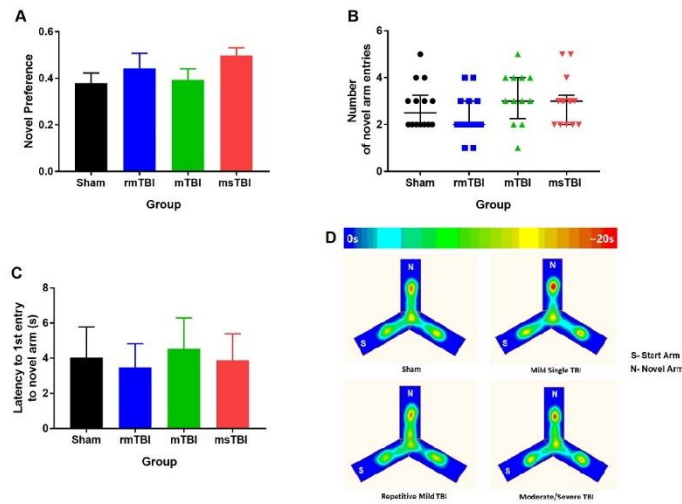 A
Novel Preference
0.6
0.4
0.2
0.0
Sham rmTBI mTBI msTBI
Group
B
Number
of novel arm entries
6
4
2
0
Sham rmTBI mTBI msTBI
Group
C
Latency to 1st entry
to novel arm (s)
8
6
4
2
0
Sham rmTBI mTBI msTBI
Group
D
0s ~20s
N
S
Sham
N
S
Mild Single TBI
S- Start Arm
N- Novel Arm
N
S
Repetitive Mild TBI
N
S
Moderate/Severe TBI